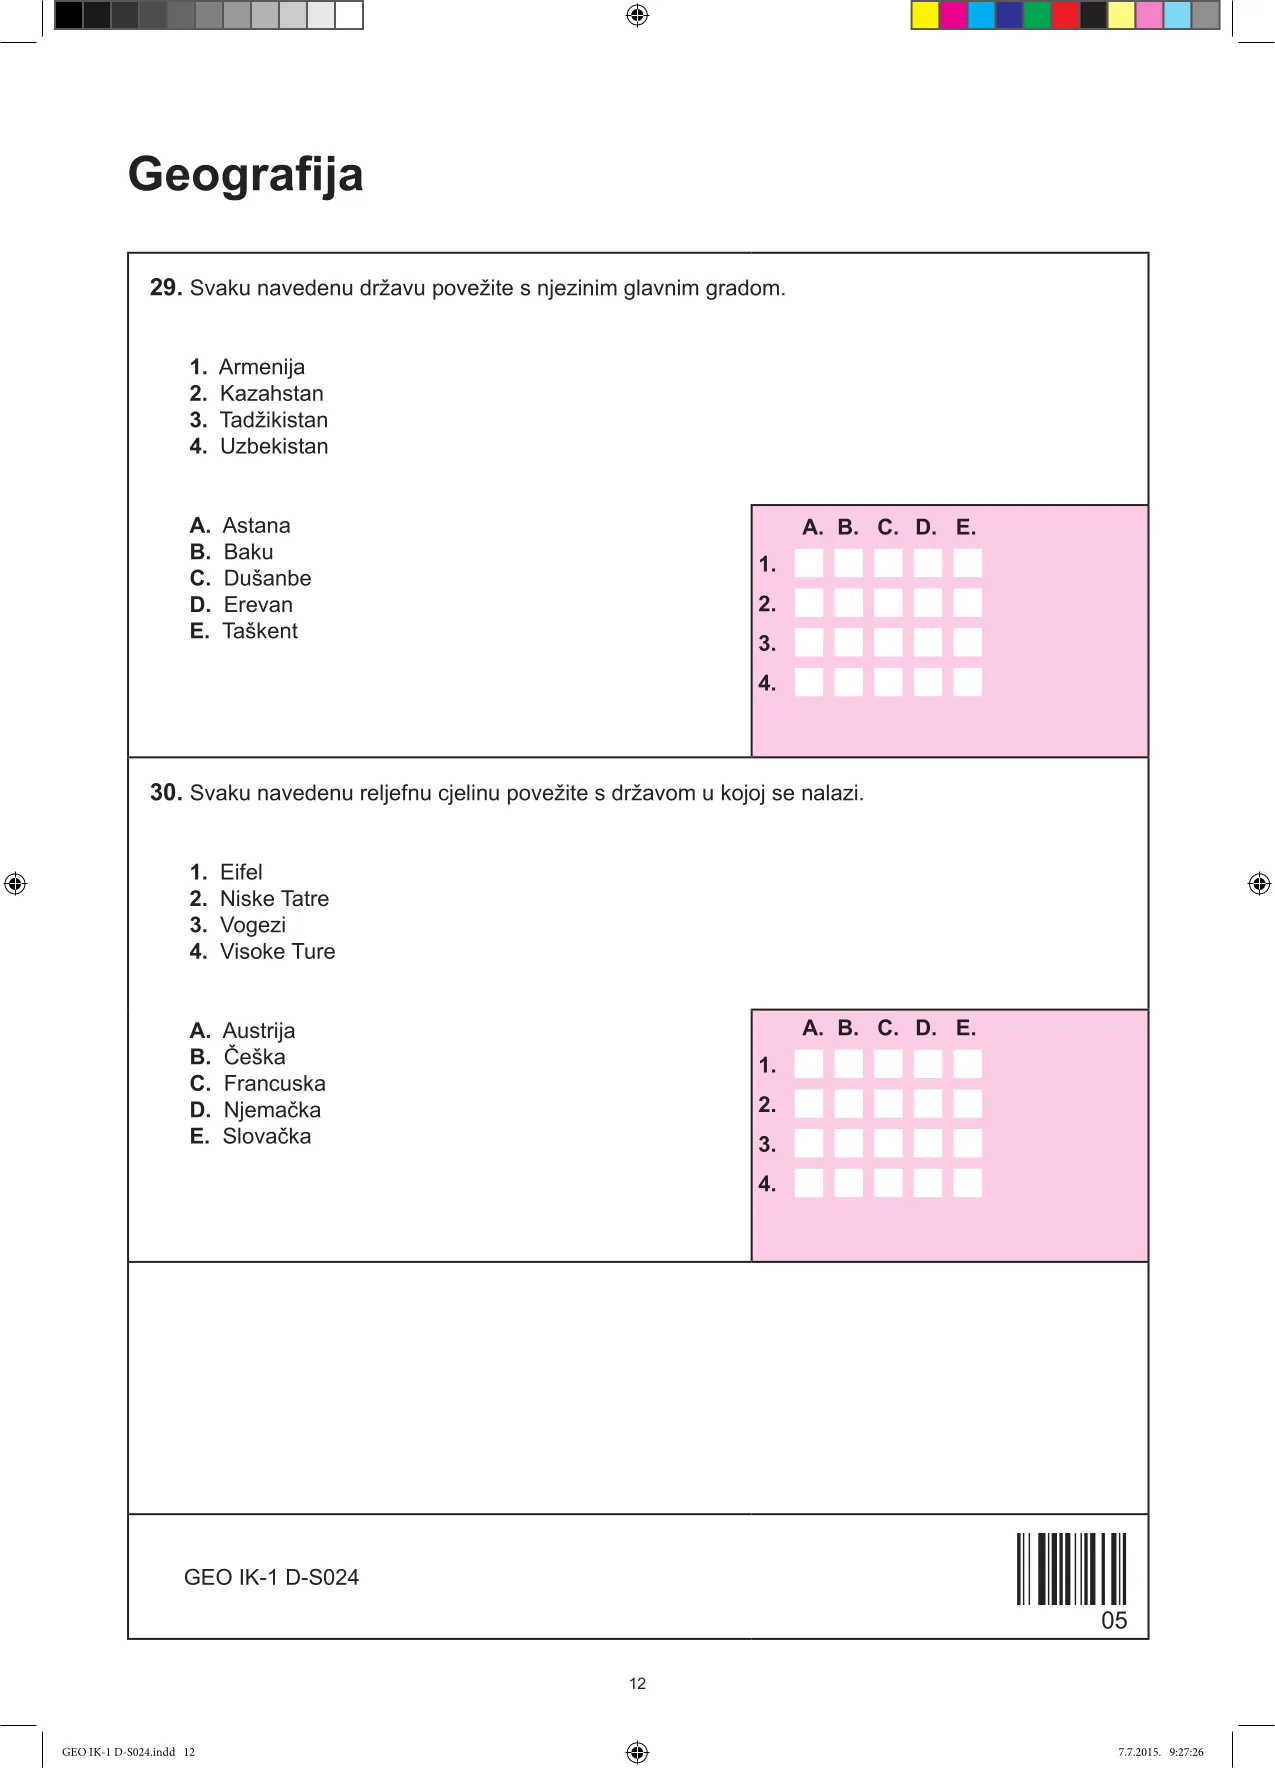 Geografija
29. Svaku navedenu državu povežite s njezinim glavnim gradom.
1. Armenija
2. Kazahstan
3. Tadžikistan
4. Uzbekistan
A. Astana
B. Baku
C. Dušanbe
D. Erevan
E. Taškent
A. B. C. D. E.
1.
2.
3.
4.
30. Svaku navedenu reljefnu cjelinu povežite s državom u kojoj se nalazi.
1. Eifel
2. Niske Tatre
3. Vogezi
4. Visoke Ture
A. Austrija
B. Češka
C. Francuska
D. Njemačka
E. Slovačka
A. B. C. D. E.
1.
2.
3.
4.
GEO IK-1 D-S024
05
12
GEO IK-1 D-S024.indd 12
7.7.2015. 9:27:26